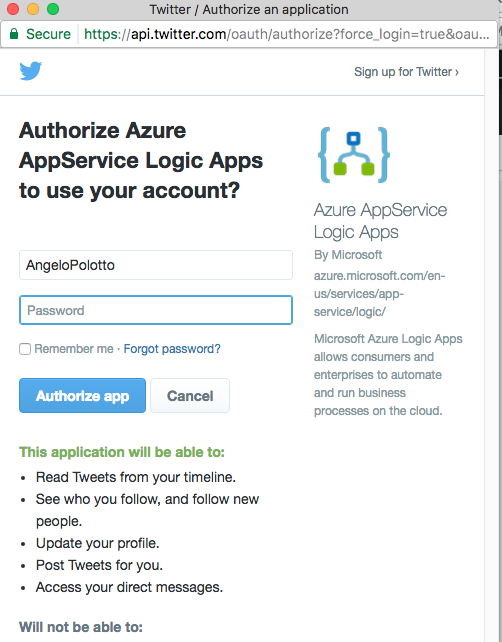 Twitter / Authorize an application
Secure https://api.twitter.com/oauth/authorize?force_login=true&oau...
Sign up for Twitter ›
Authorize Azure
AppService Logic Apps
to use your account?
AngeloPolotto
Password
Remember me · Forgot password?
Authorize app
Cancel
Azure AppService
Logic Apps
By Microsoft
azure.microsoft.com/en-
us/services/app-
service/logic/
Microsoft Azure Logic Apps
allows consumers and
enterprises to automate
and run business
processes on the cloud.
This application will be able to:
• Read Tweets from your timeline.
• See who you follow, and follow new
people.
• Update your profile.
• Post Tweets for you.
• Access your direct messages.
Will not be able to: